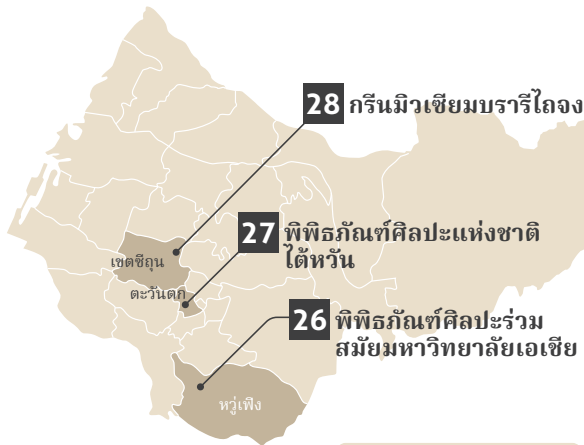 28 กรีนมิวเซียมบรารีไถจง
27 พิพิธภัณฑ์ศิลปะแห่งชาติ
ไต้หวัน
เขตซีถุน
ตะวันตก
26 พิพิธภัณฑ์ศิลปะร่วม
สมัยมหาวิทยาลัยเอเชีย
หวู่เฟิง